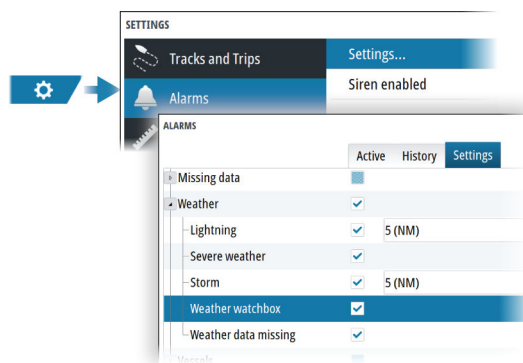 SETTINGS
Tracks and Trips
Settings...
Alarms
Siren enabled
ALARMS
Active History Settings
Missing data
Weather
Lightning 5 (NM)
Severe weather
Storm 5 (NM)
Weather watchbox
Weather data missing
Vessels